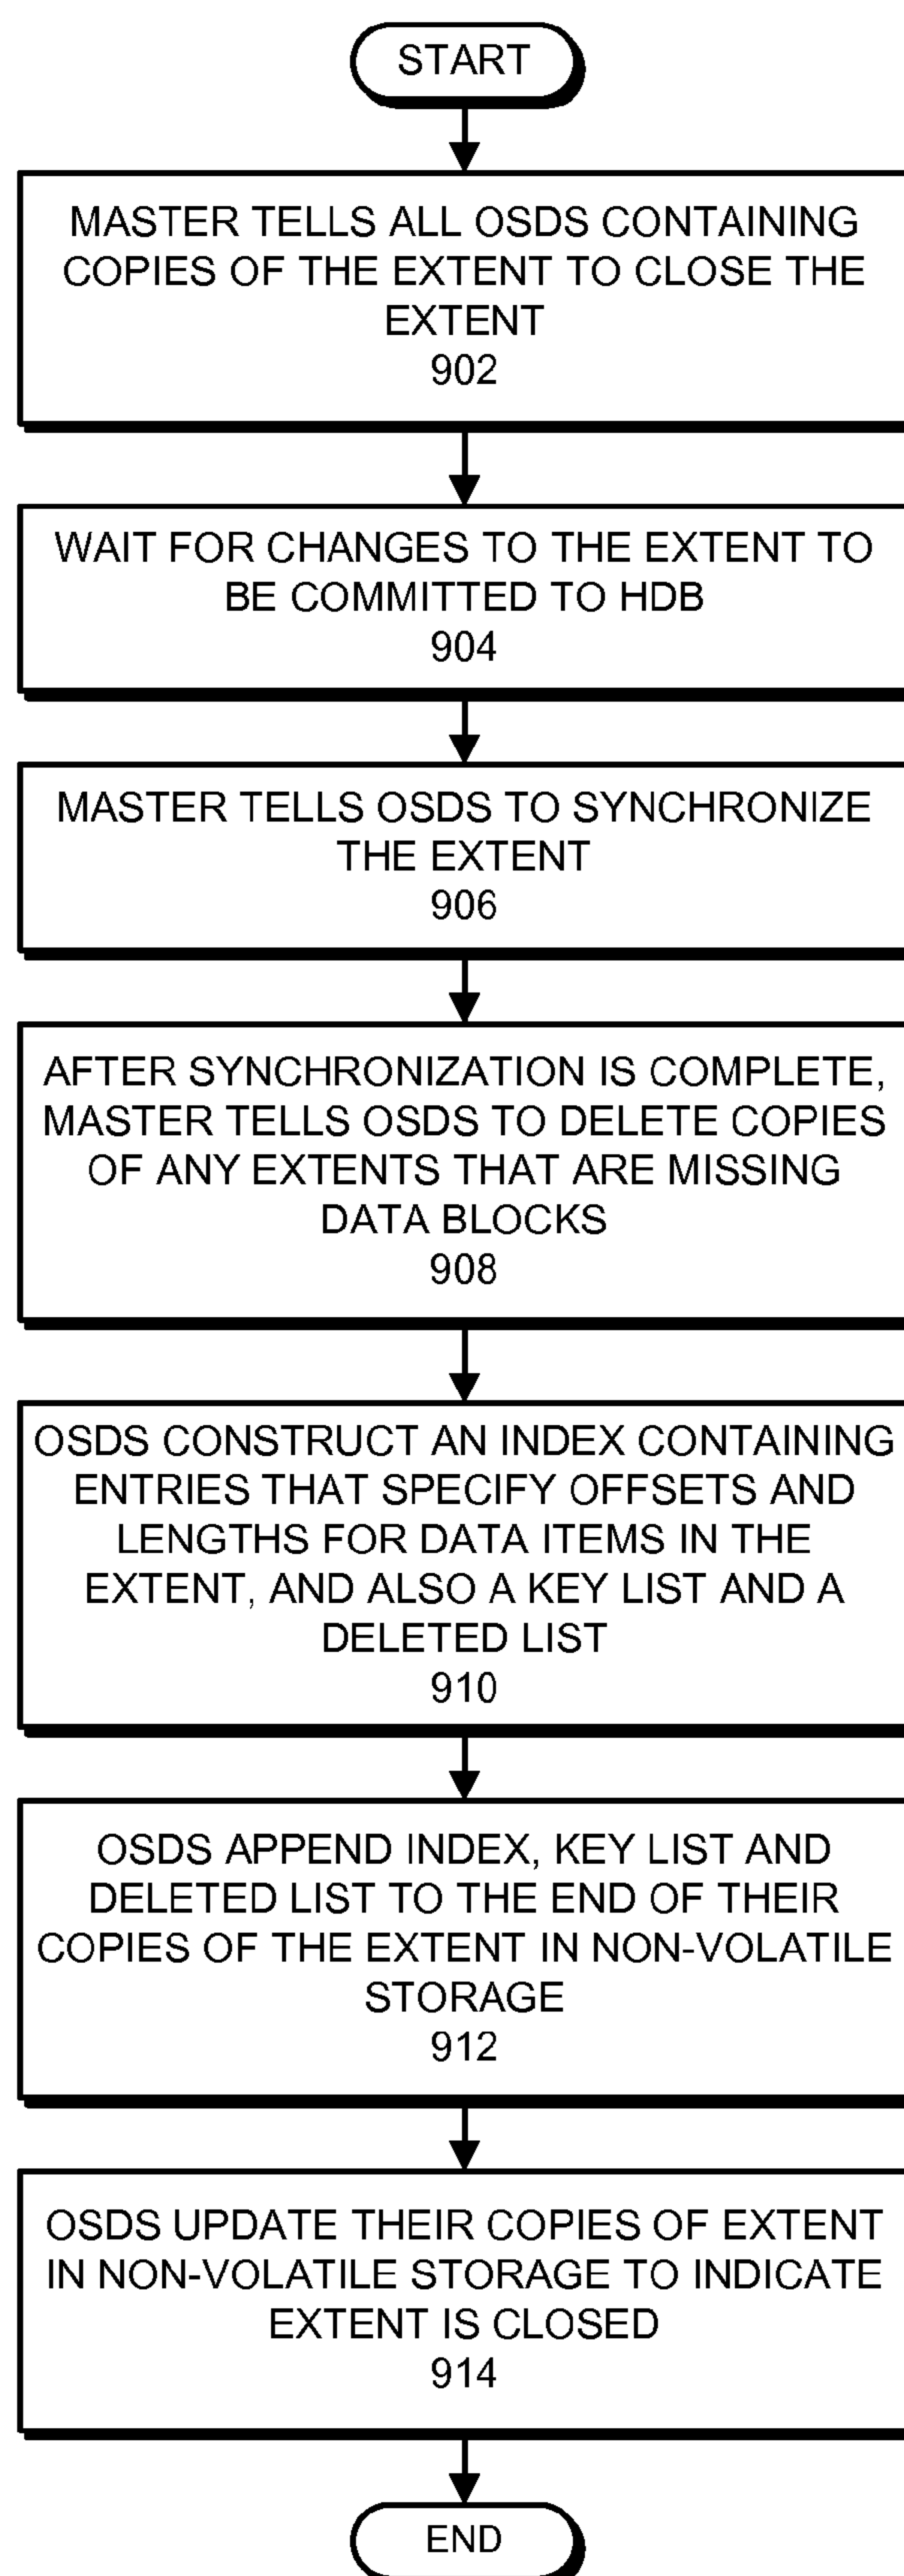 START
MASTER TELLS ALL OSDS CONTAINING
COPIES OF THE EXTENT TO CLOSE THE
EXTENT
902
WAIT FOR CHANGES TO THE EXTENT TO
BE COMMITTED TO HDB
904
MASTER TELLS OSDS TO SYNCHRONIZE
THE EXTENT
906
AFTER SYNCHRONIZATION IS COMPLETE,
MASTER TELLS OSDS TO DELETE COPIES
OF ANY EXTENTS THAT ARE MISSING
DATA BLOCKS
908
OSDS CONSTRUCT AN INDEX CONTAINING
ENTRIES THAT SPECIFY OFFSETS AND
LENGTHS FOR DATA ITEMS IN THE
EXTENT, AND ALSO A KEY LIST AND A
DELETED LIST
910
OSDS APPEND INDEX, KEY LIST AND
DELETED LIST TO THE END OF THEIR
COPIES OF THE EXTENT IN NON-VOLATILE
STORAGE
912
OSDS UPDATE THEIR COPIES OF EXTENT
IN NON-VOLATILE STORAGE TO INDICATE
EXTENT IS CLOSED
914
END